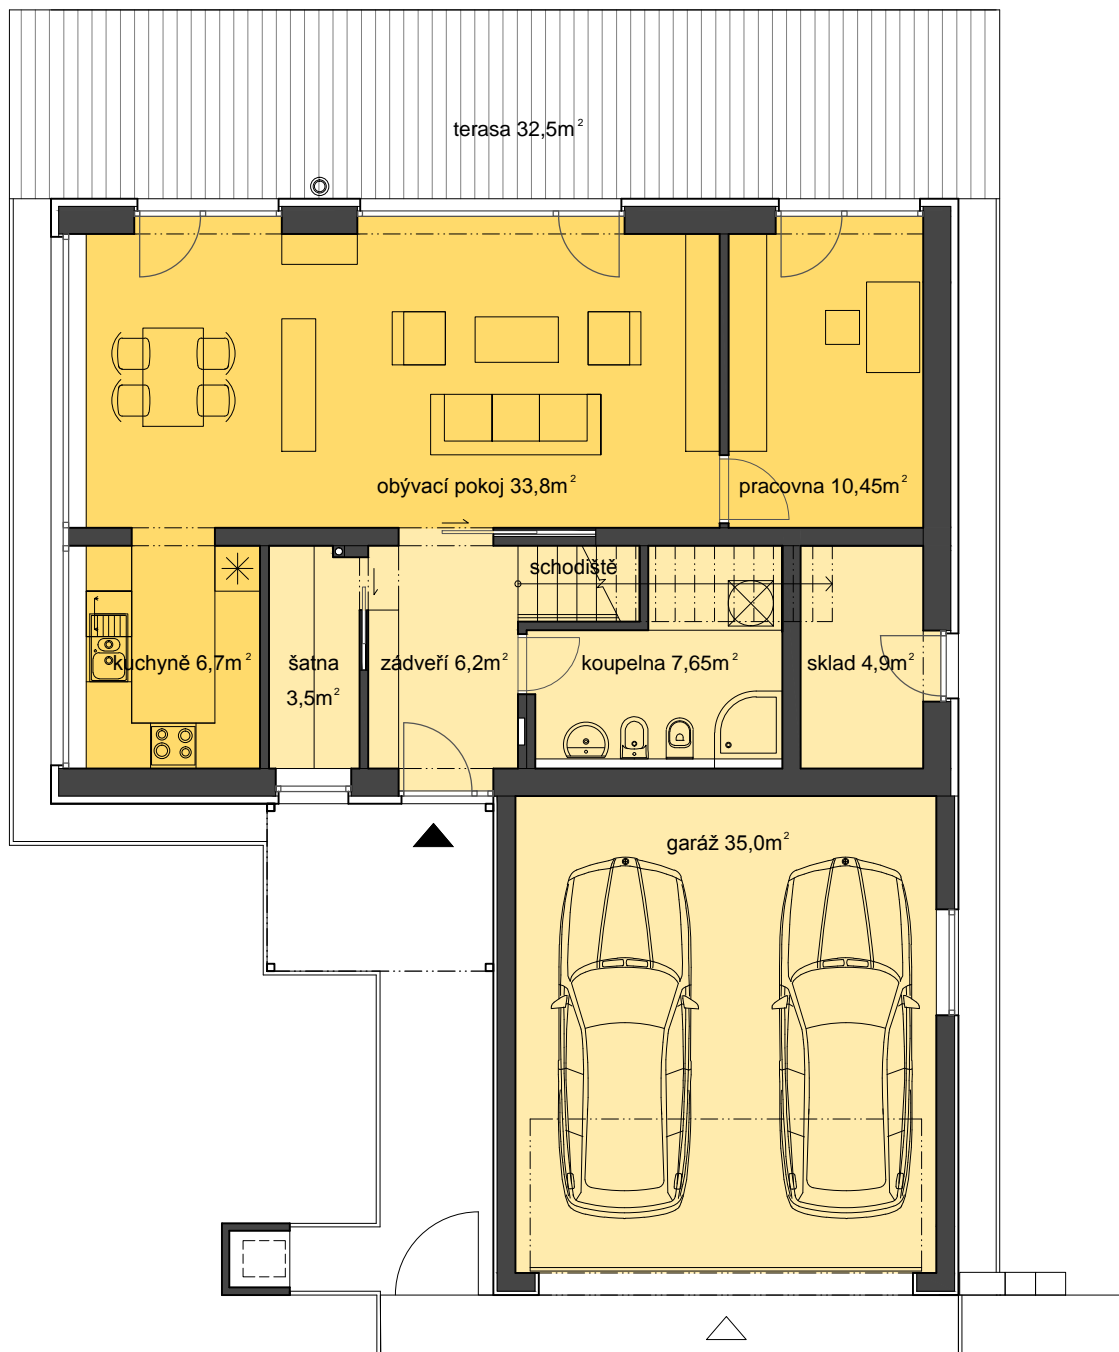 terasa 32,5m²
obývací pokoj 33,8m²
pracovna 10,45m²
schodiště
kuchyně 6,7m²
šatna
3,5m²
zádveří 6,2m²
koupelna 7,65m²
sklad 4,9m²
garáž 35,0m²